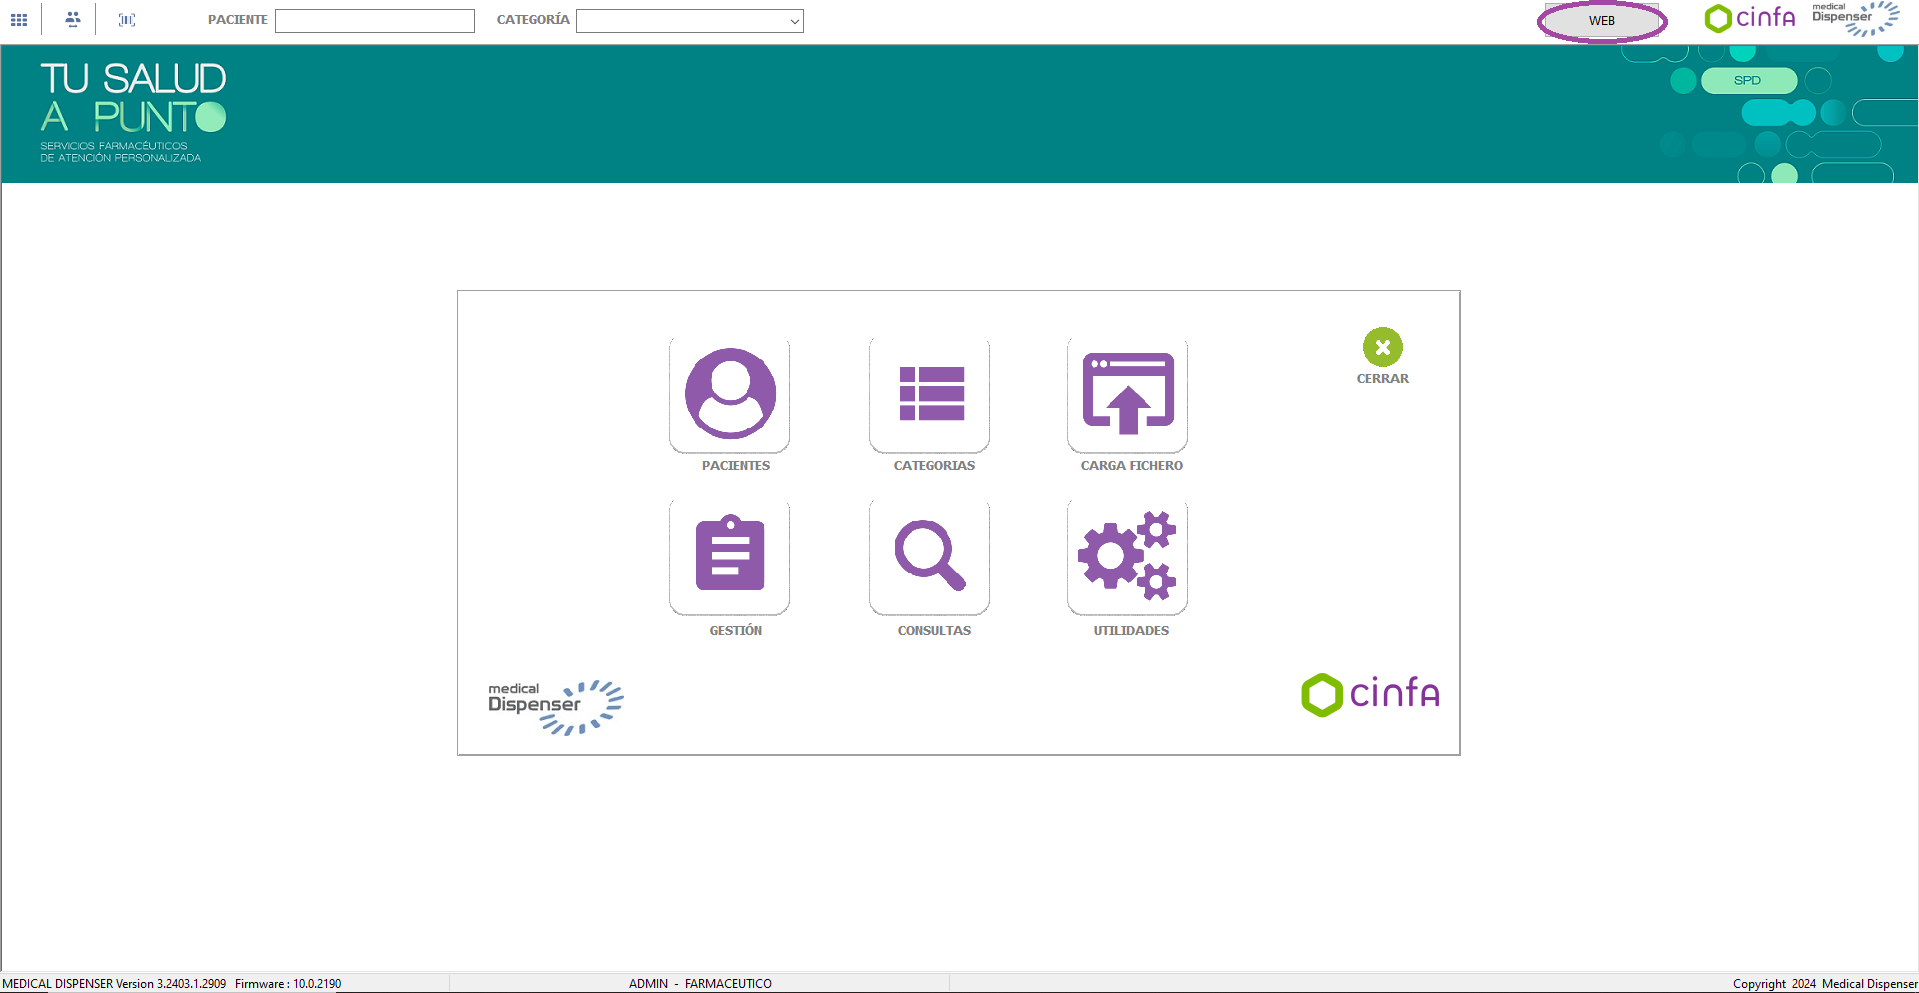 PACIENTE
CATEGORÍA
WEB
cinfa
medical
Dispenser
TU SALUD
A PUNTO
SERVICIOS FARMACÉUTICOS
DE ATENCIÓN PERSONALIZADA
SPD
CERRAR
PACIENTES
CATEGORIAS
CARGA FICHERO
GESTIÓN
CONSULTAS
UTILIDADES
medical
Dispenser
cinfa
MEDICAL DISPENSER Version 3.2403.1.2909 Firmware : 10.0.2190
ADMIN - FARMACEUTICO
Copyright 2024 Medical Dispenser